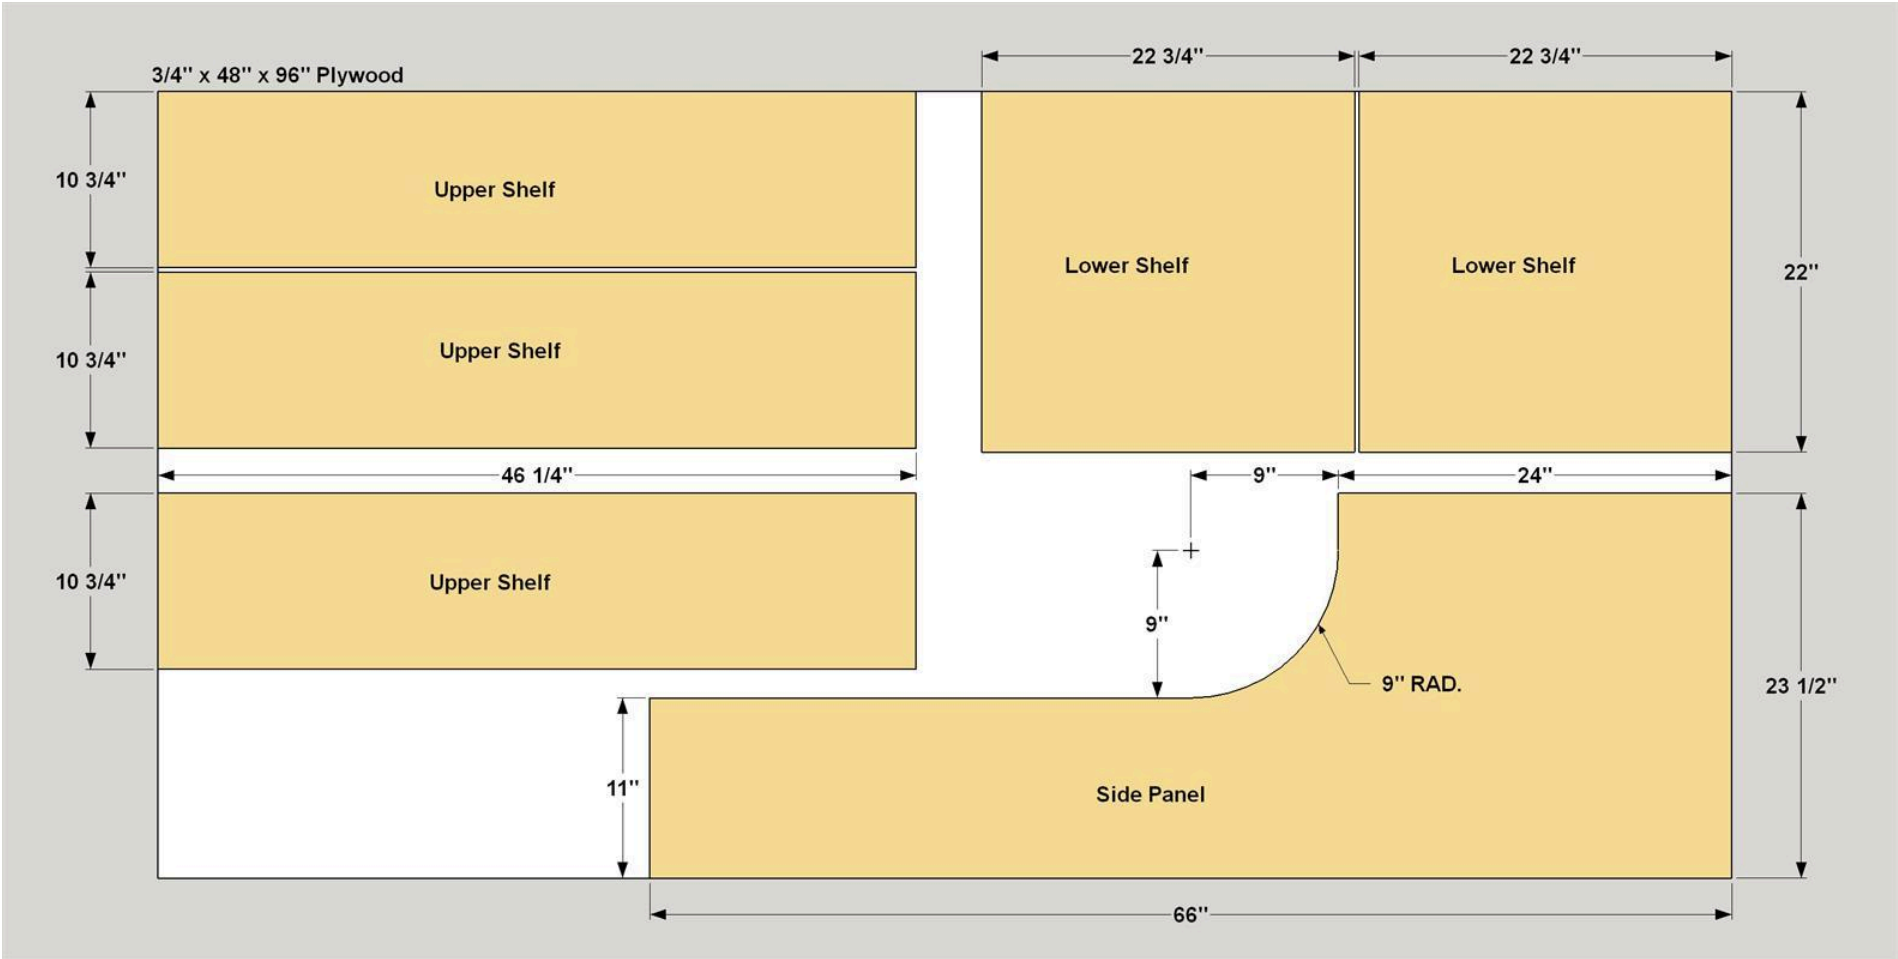 22 3/4"
22 3/4"
3/4" x 48" x 96" Plywood
10 3/4"
Upper Shelf
Lower Shelf
Lower Shelf
22"
10 3/4"
Upper Shelf
46 1/4"
9"
24"
10 3/4"
Upper Shelf
9"
9" RAD.
23 1/2"
11"
Side Panel
66"